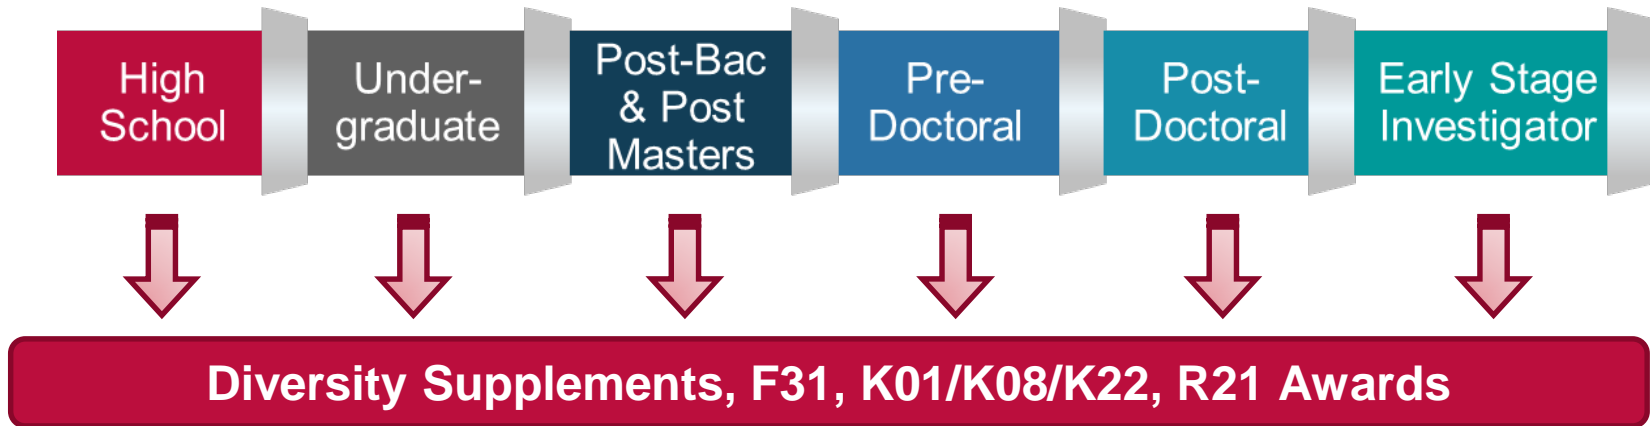 High
School
Under-
graduate
Post-Bac
& Post
Masters
Pre-
Doctoral
Post-
Doctoral
Early Stage
Investigator
Diversity Supplements, F31, K01/K08/K22, R21 Awards